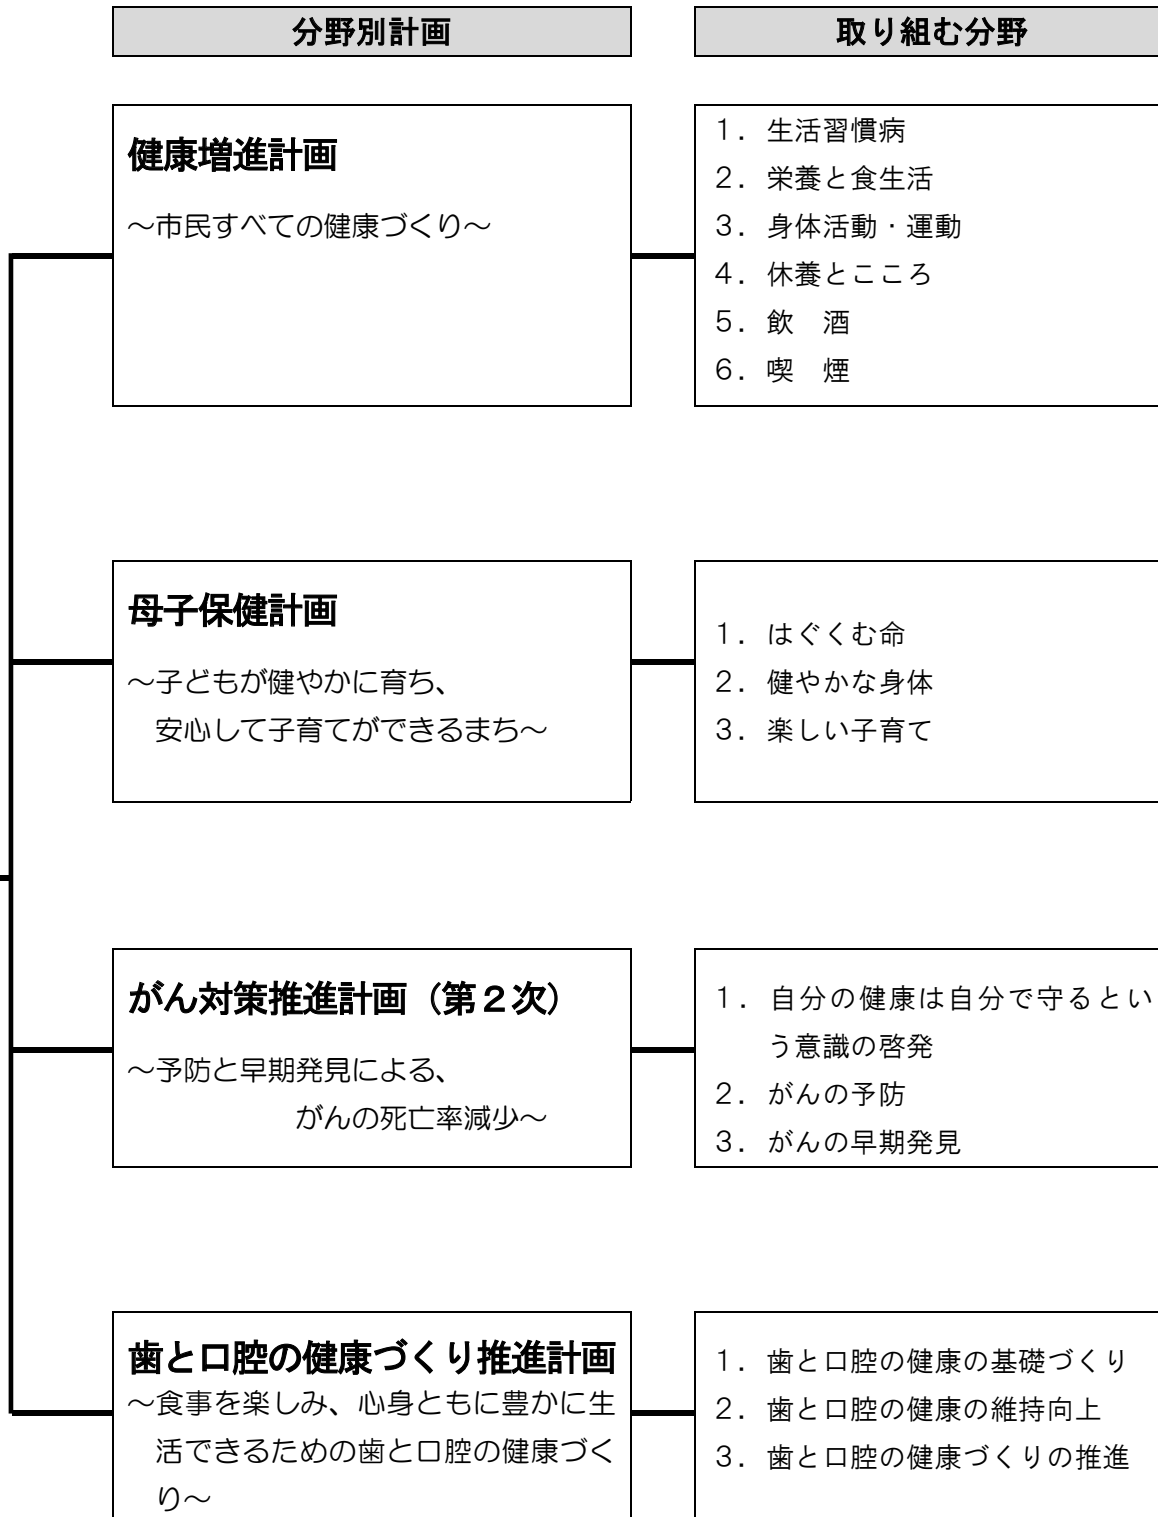 分野別計画
取り組む分野
健康増進計画
～市民すべての健康づくり～
１．生活習慣病
２．栄養と食生活
３．身体活動・運動
４．休養とこころ
５．飲　酒
６．喫　煙
母子保健計画
～子どもが健やかに育ち、
安心して子育てができるまち～
１．はぐくむ命
２．健やかな身体
３．楽しい子育て
がん対策推進計画（第２次）
～予防と早期発見による、
がんの死亡率減少～
１．自分の健康は自分で守るとい
う意識の啓発
２．がんの予防
３．がんの早期発見
歯と口腔の健康づくり推進計画
～食事を楽しみ、心身ともに豊かに生
活できるための歯と口腔の健康づく
り～
１．歯と口腔の健康の基礎づくり
２．歯と口腔の健康の維持向上
３．歯と口腔の健康づくりの推進